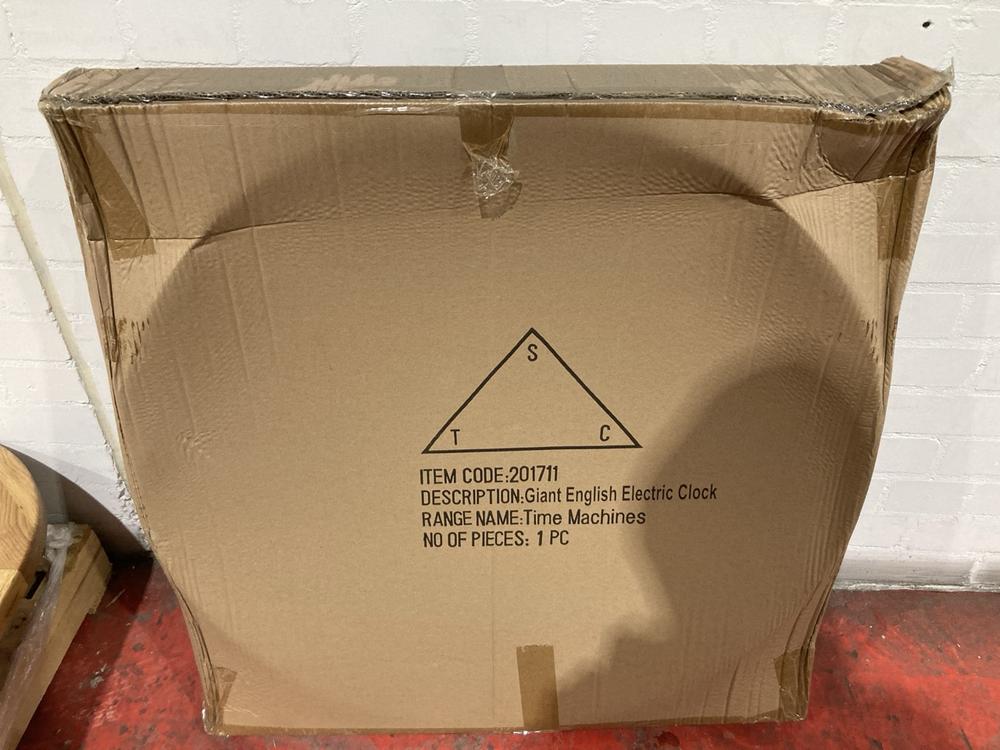 S
T C
ITEM CODE:201711
DESCRIPTION:Giant English Electric Clock
RANGE NAME:Time Machines
NO OF PIECES: 1 PC